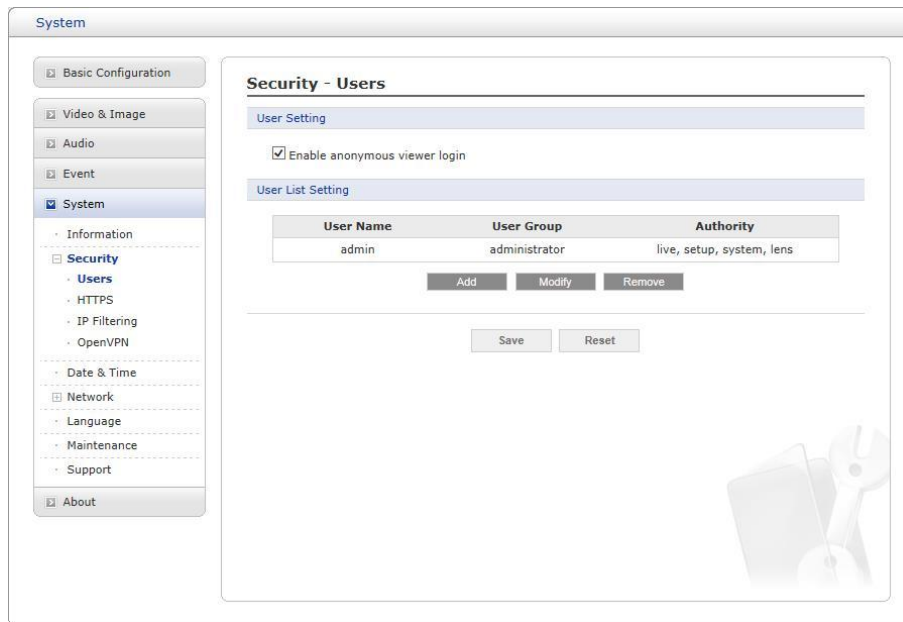 System
Basic Configuration
Video & Image
Audio
Event
System
Information
Security
Users
HTTPS
IP Filtering
OpenVPN
Date & Time
Network
Language
Maintenance
Support
About
Security - Users
User Setting
Enable anonymous viewer login
User List Setting
User Name User Group Authority
admin administrator live, setup, system, lens
Add Modify Remove
Save Reset